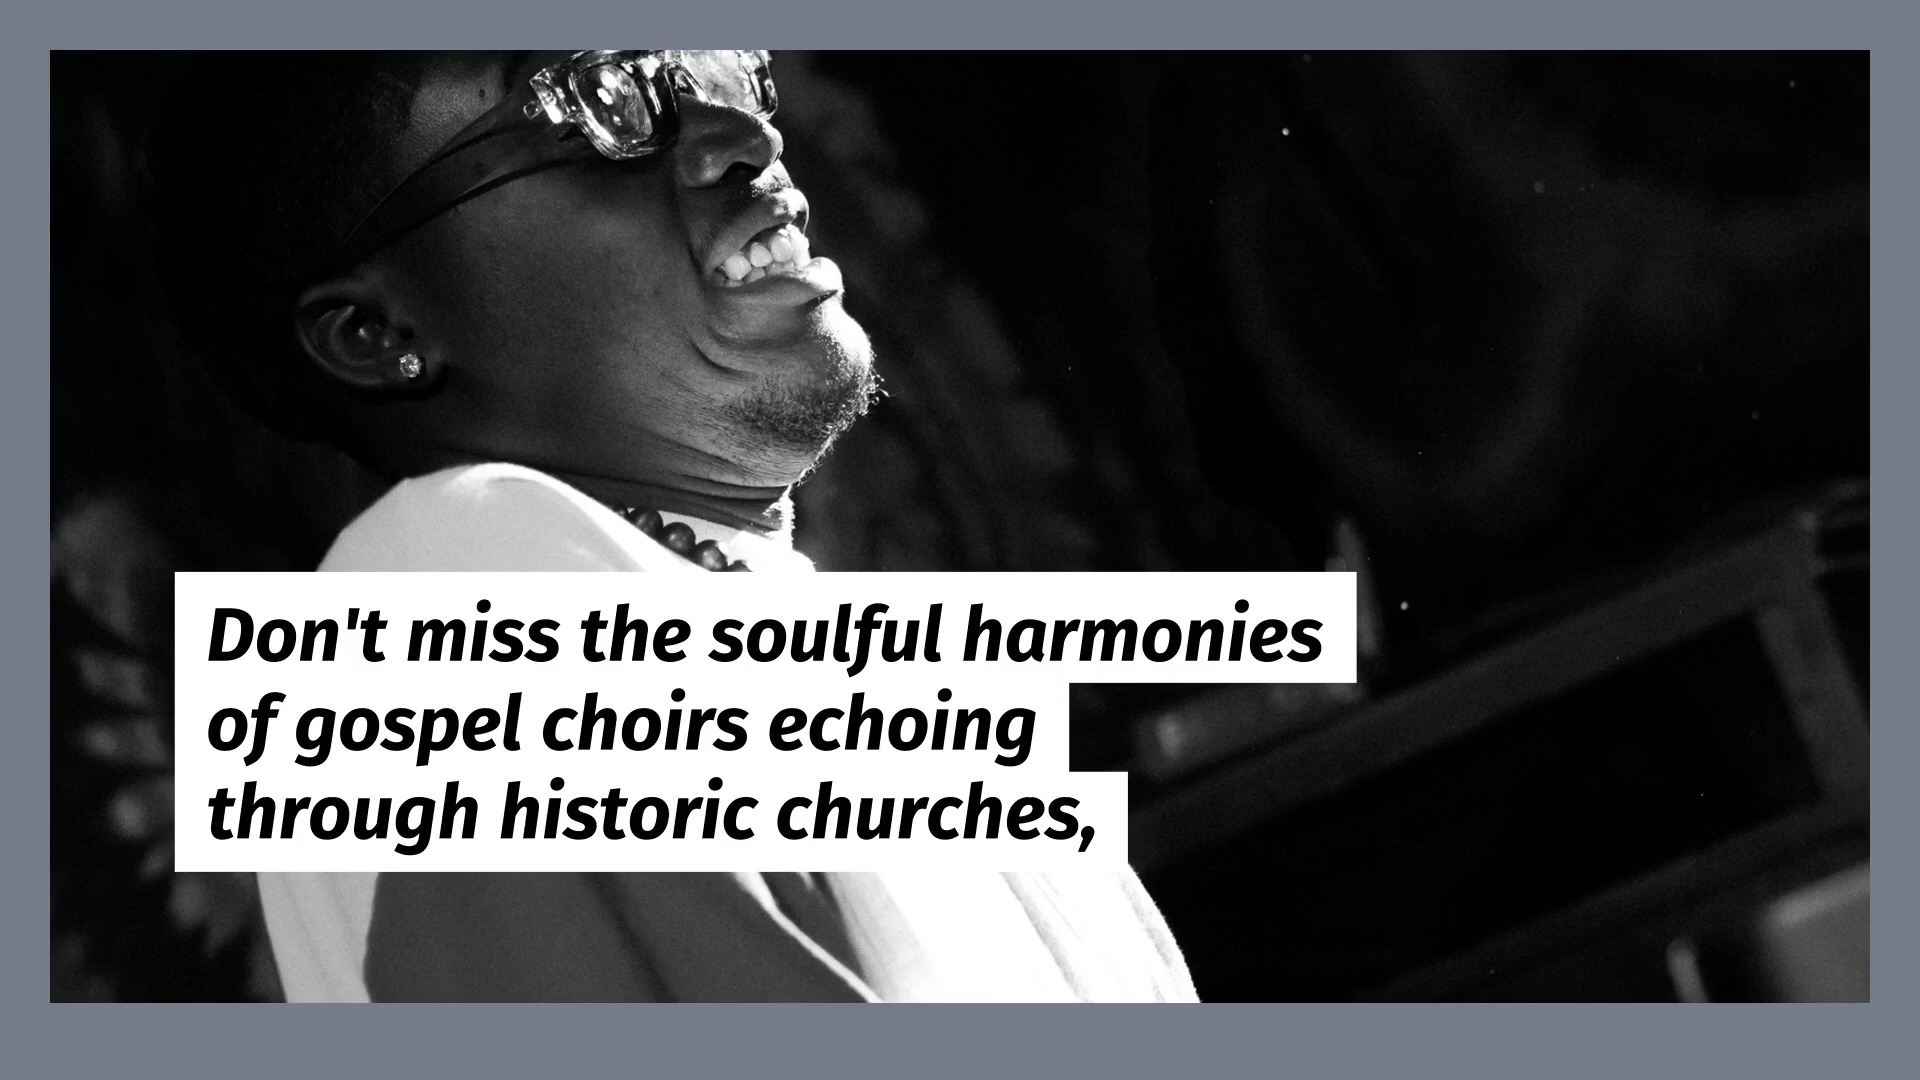 Don't miss the soulful harmonies
of gospel choirs echoing
through historic churches,